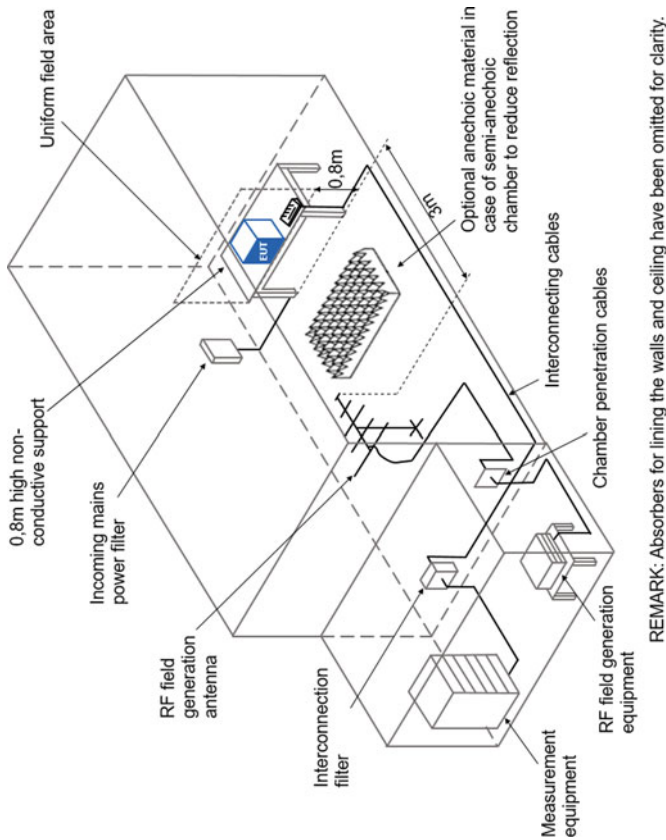 Uniform field area
0,8m high non-
conductive support
Incoming mains
power filter
RF field
generation
antenna
Interconnection
filter
Measurement
equipment
EUT
0,8m
3m
Optional anechoic material in
case of semi-anechoic
chamber to reduce reflection
Interconnecting cables
Chamber penetration cables
RF field generation
equipment
REMARK: Absorbers for lining the walls and ceiling have been omitted for clarity.